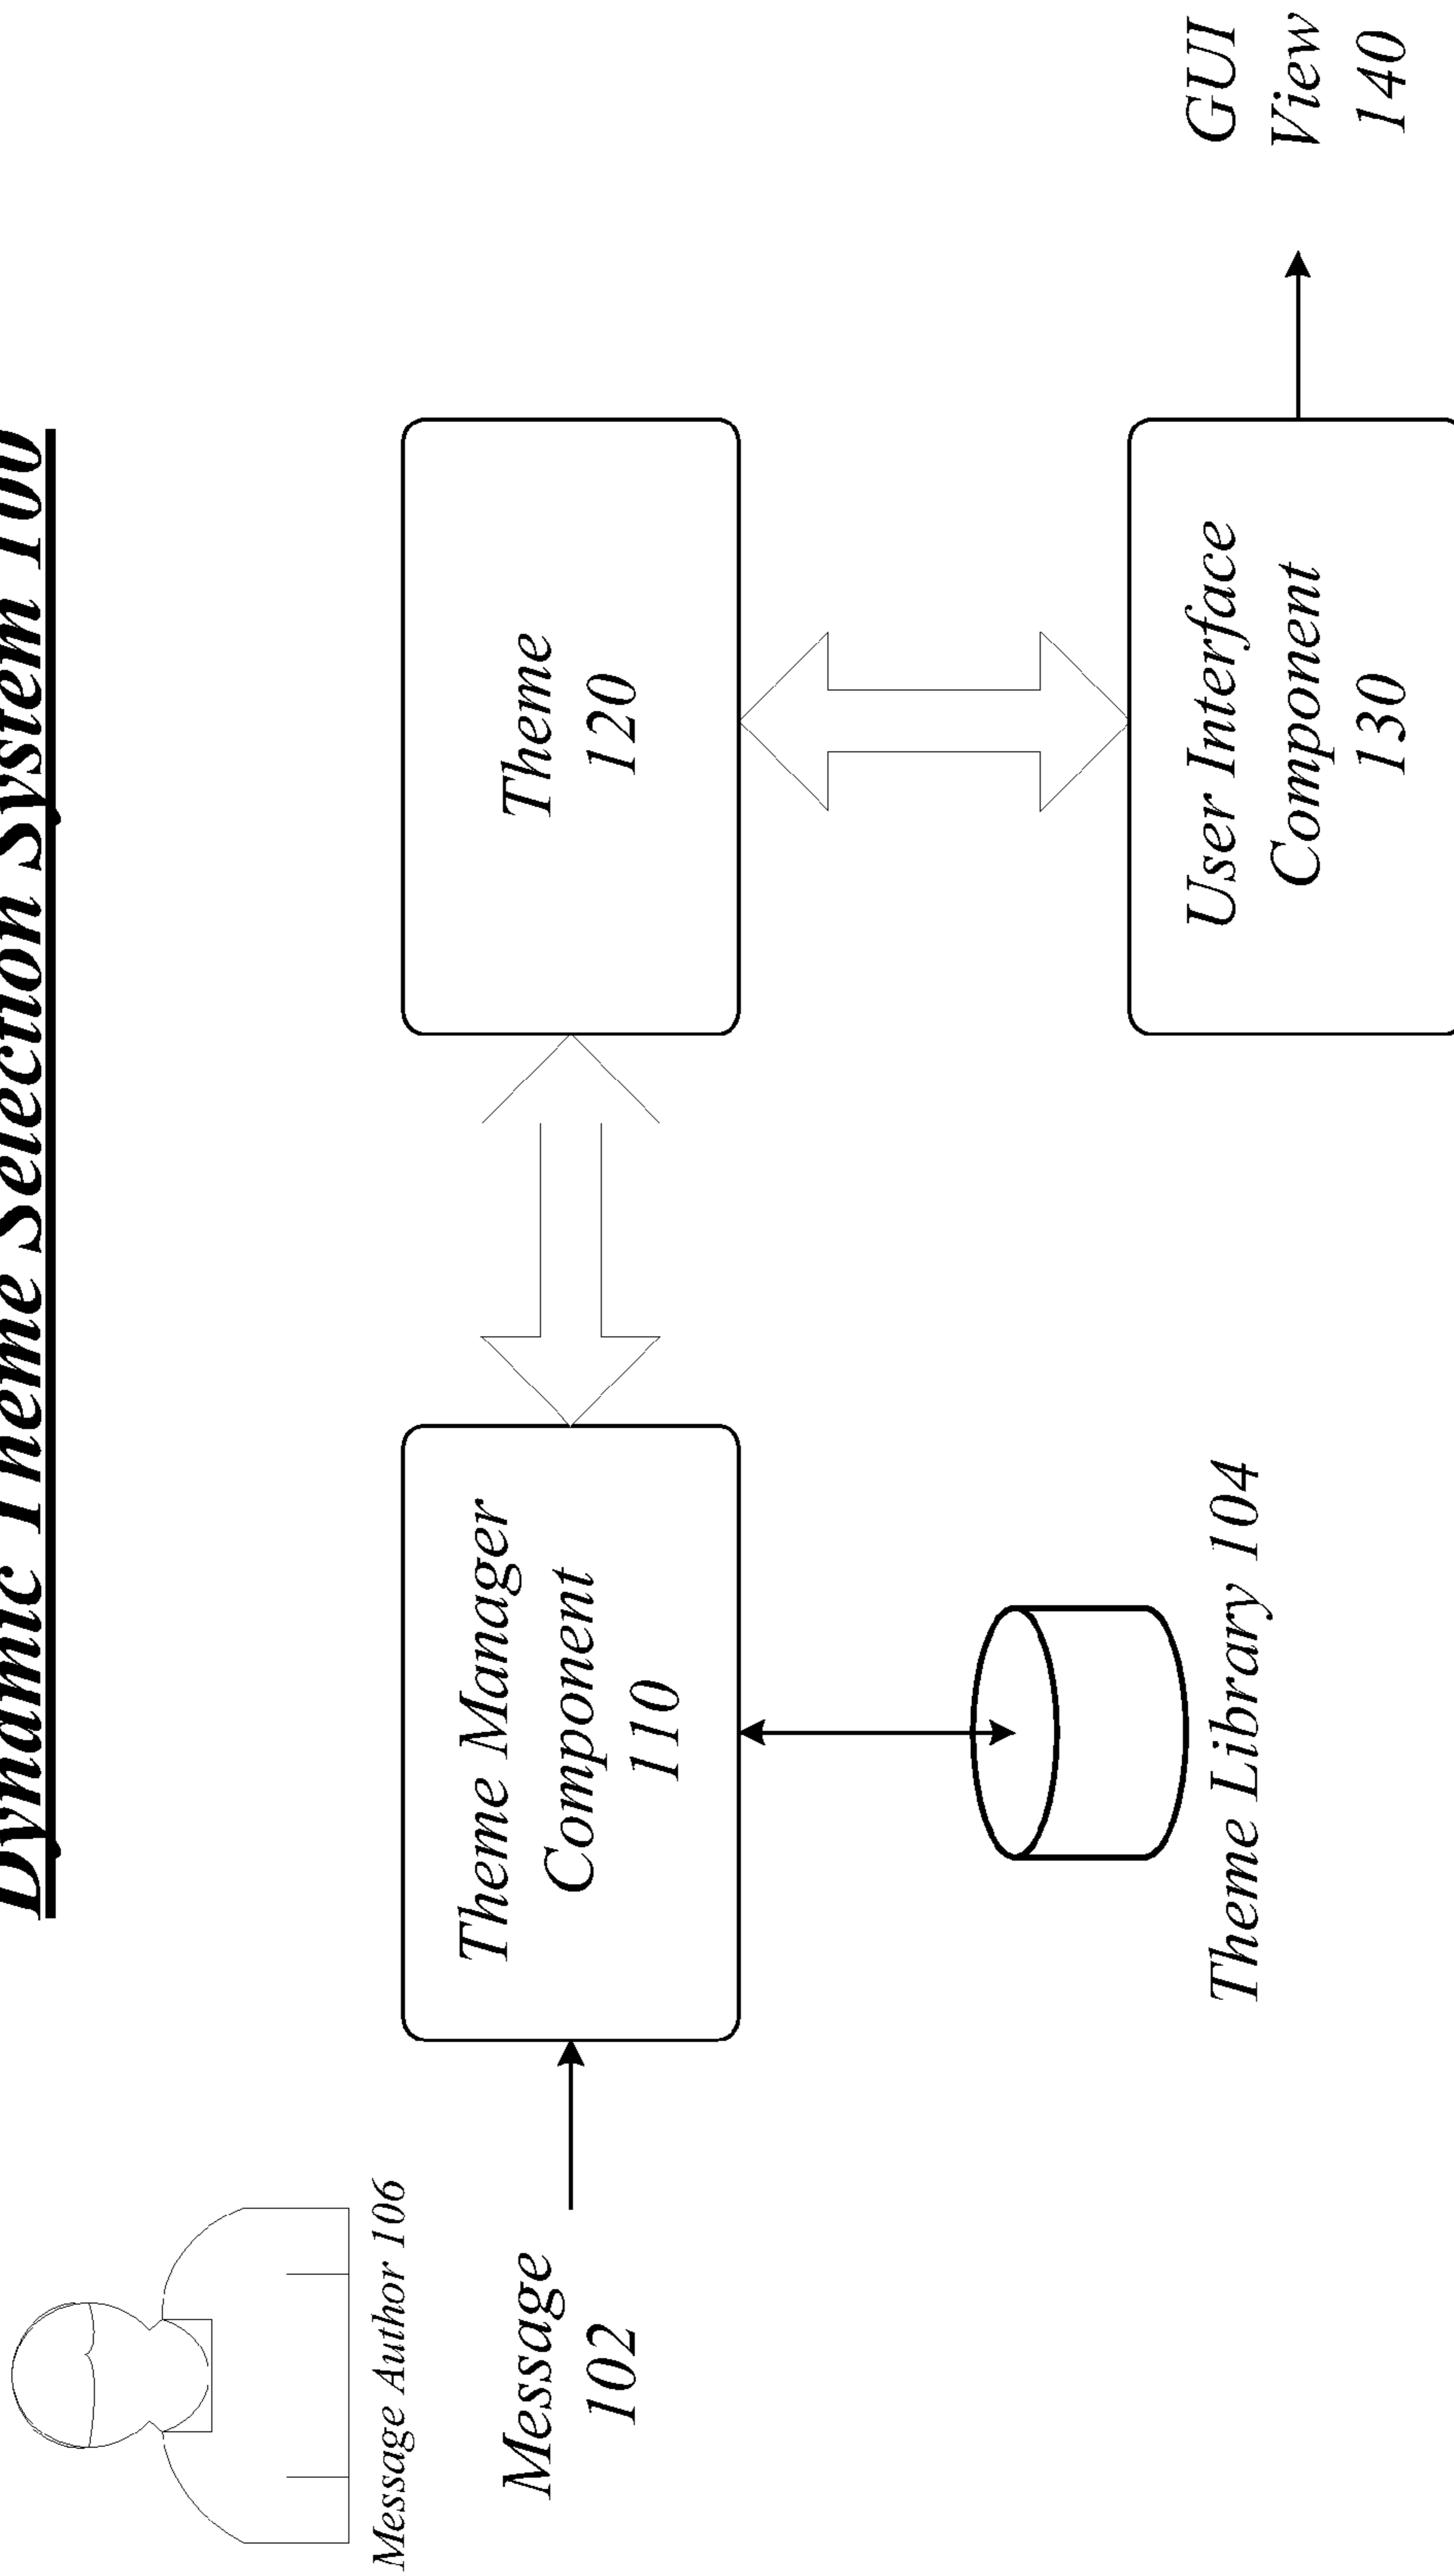 Dynamic Theme Selection System 100
Message Author 106
Message
102
Theme Manager
Component
110
Theme
120
Theme Library 104
User Interface
Component
130
GUI
View
140